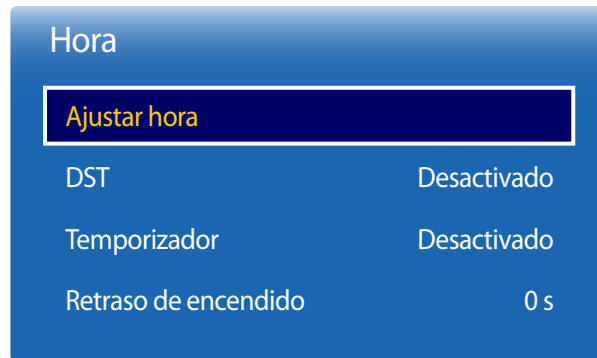 Hora
Ajustar hora
DST Desactivado
Temporizador Desactivado
Retraso de encendido 0 s